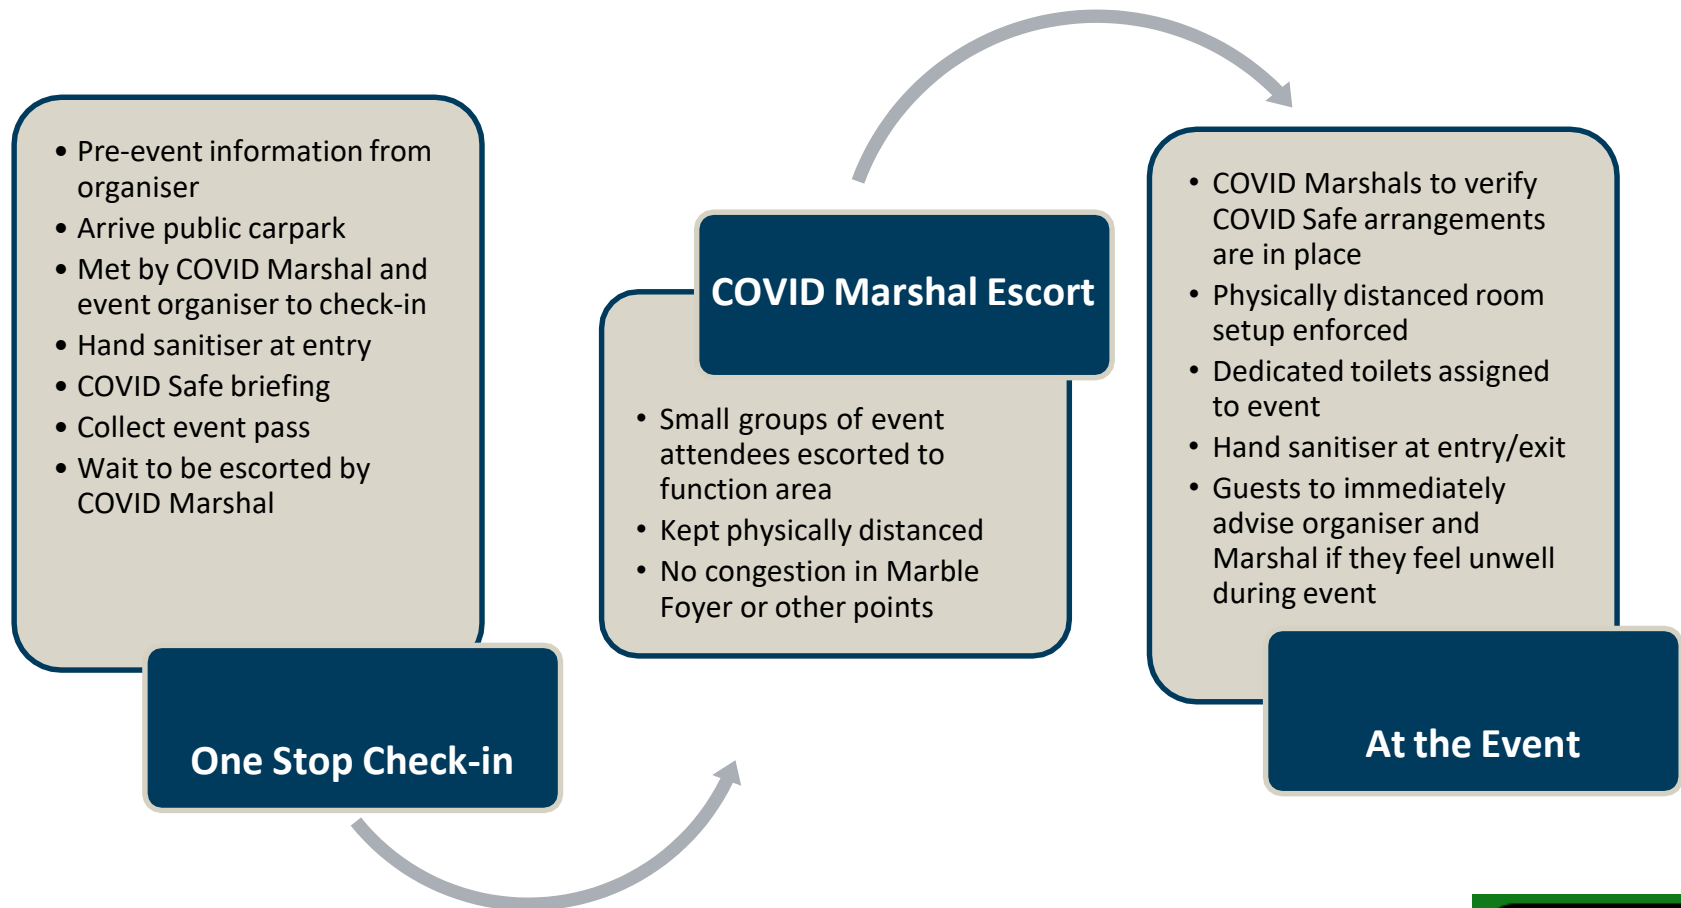 • Pre-event information from
organiser
• Arrive public carpark
• Met by COVID Marshal and
event organiser to check-in
• Hand sanitiser at entry
• COVID Safe briefing
• Collect event pass
• Wait to be escorted by
COVID Marshal
One Stop Check-in
COVID Marshal Escort
• Small groups of event
attendees escorted to
function area
• Kept physically distanced
• No congestion in Marble
Foyer or other points
• COVID Marshals to verify
COVID Safe arrangements
are in place
• Physically distanced room
setup enforced
• Dedicated toilets assigned
to event
• Hand sanitiser at entry/exit
• Guests to immediately
advise organiser and
Marshal if they feel unwell
during event
At the Event